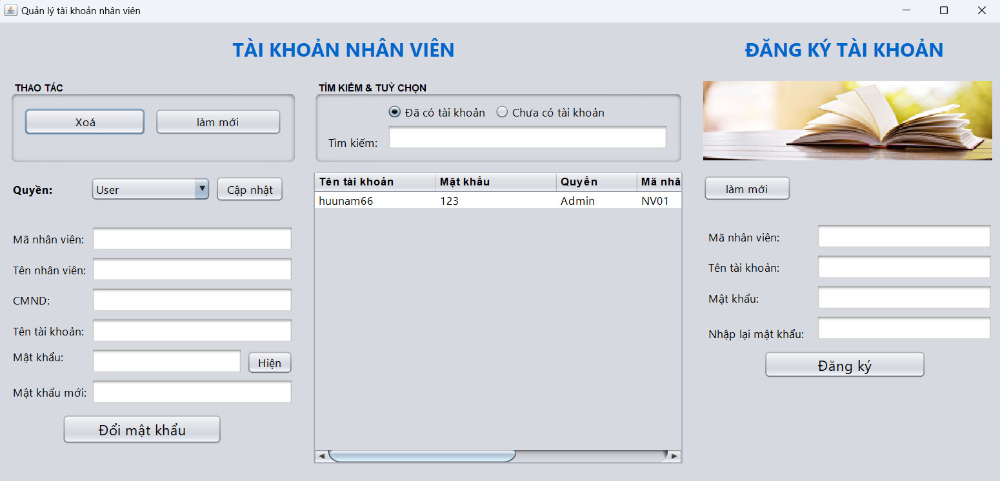 Quản lý tài khoản nhân viên
TÀI KHOẢN NHÂN VIÊN
THAO TÁC
Xoá
làm mới
Quyền:
User
Cập nhật
Mã nhân viên:
Tên nhân viên:
CMND:
Tên tài khoản:
Mật khẩu:
Hiện
Mật khẩu mới:
Đổi mật khẩu
TÌM KIẾM & TUỲ CHỌN
Đã có tài khoản
Chưa có tài khoản
Tìm kiếm:
Tên tài khoản Mật khẩu Quyền Mã nhâ
huunam66 123 Admin NV01
ĐĂNG KÝ TÀI KHOẢN
làm mới
Mã nhân viên:
Tên tài khoản:
Mật khẩu:
Nhập lại mật khẩu:
Đăng ký